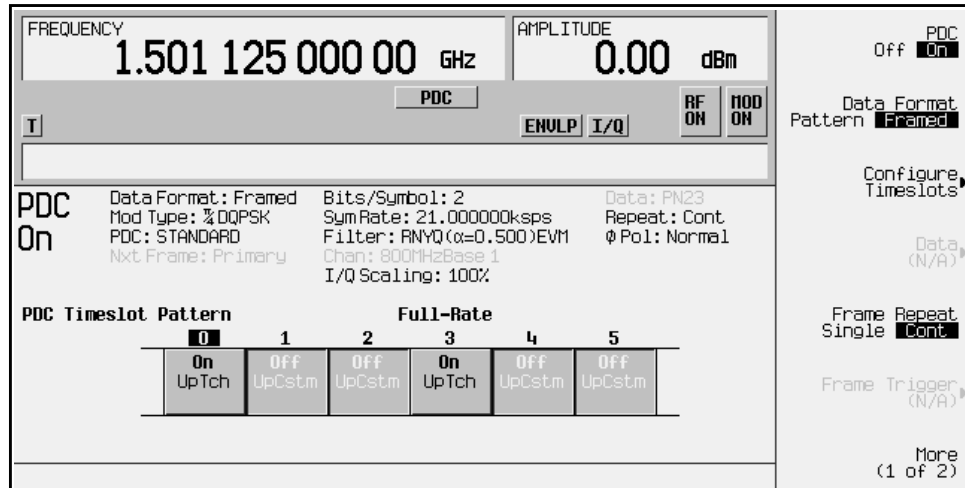 FREQUENCY
1.501 125 000 00 GHz
AMPLITUDE
0.00 dBm
PDC
RF ON
MOD ON
T
ENVLP I/Q
PDC On
Data Format: Framed Bits/Symbol: 2 Data: PN23
Mod Type: π/4 DQPSK Sym Rate: 21.000000ksps Repeat: Cont
PDC: STANDARD Filter: RNYQ(α=0.500)EVM Φ Pol: Normal
Nxt Frame: Primary Chan: 800MHzBase 1
I/Q Scaling: 100%
PDC Timeslot Pattern Full-Rate
0 1 2 3 4 5
On Off Off On Off Off
UpTch UpCstm UpCstm UpTch UpCstm UpCstm
PDC
Off On
Data Format
Pattern Framed
Configure
Timeslots
Data
(N/A)
Frame Repeat
Single Cont
Frame Trigger
(N/A)
More
(1 of 2)